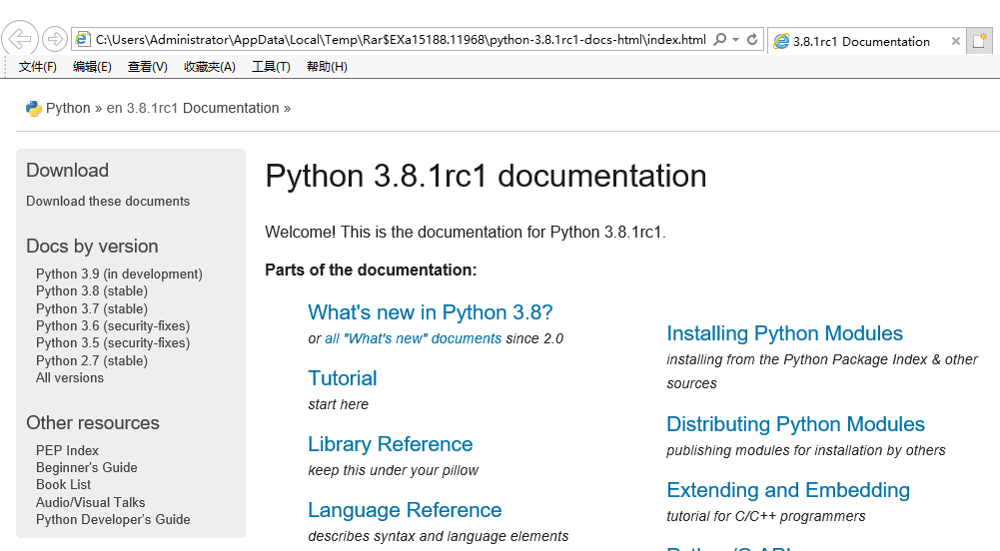 C:\Users\Administrator\AppData\Local\Temp\Rar$EXa15188.11968\python-3.8.1rc1-docs-html\index.html
3.8.1rc1 Documentation
文件(F) 编辑(E) 查看(V) 收藏夹(A) 工具(T) 帮助(H)
Python » en 3.8.1rc1 Documentation »
Download
Download these documents
Docs by version
Python 3.9 (in development)
Python 3.8 (stable)
Python 3.7 (stable)
Python 3.6 (security-fixes)
Python 3.5 (security-fixes)
Python 2.7 (stable)
All versions
Other resources
PEP Index
Beginner's Guide
Book List
Audio/Visual Talks
Python Developer's Guide
Python 3.8.1rc1 documentation
Welcome! This is the documentation for Python 3.8.1rc1.
Parts of the documentation:
What's new in Python 3.8?
or all "What's new" documents since 2.0
Tutorial
start here
Library Reference
keep this under your pillow
Language Reference
describes syntax and language elements
Installing Python Modules
installing from the Python Package Index & other
sources
Distributing Python Modules
publishing modules for installation by others
Extending and Embedding
tutorial for C/C++ programmers